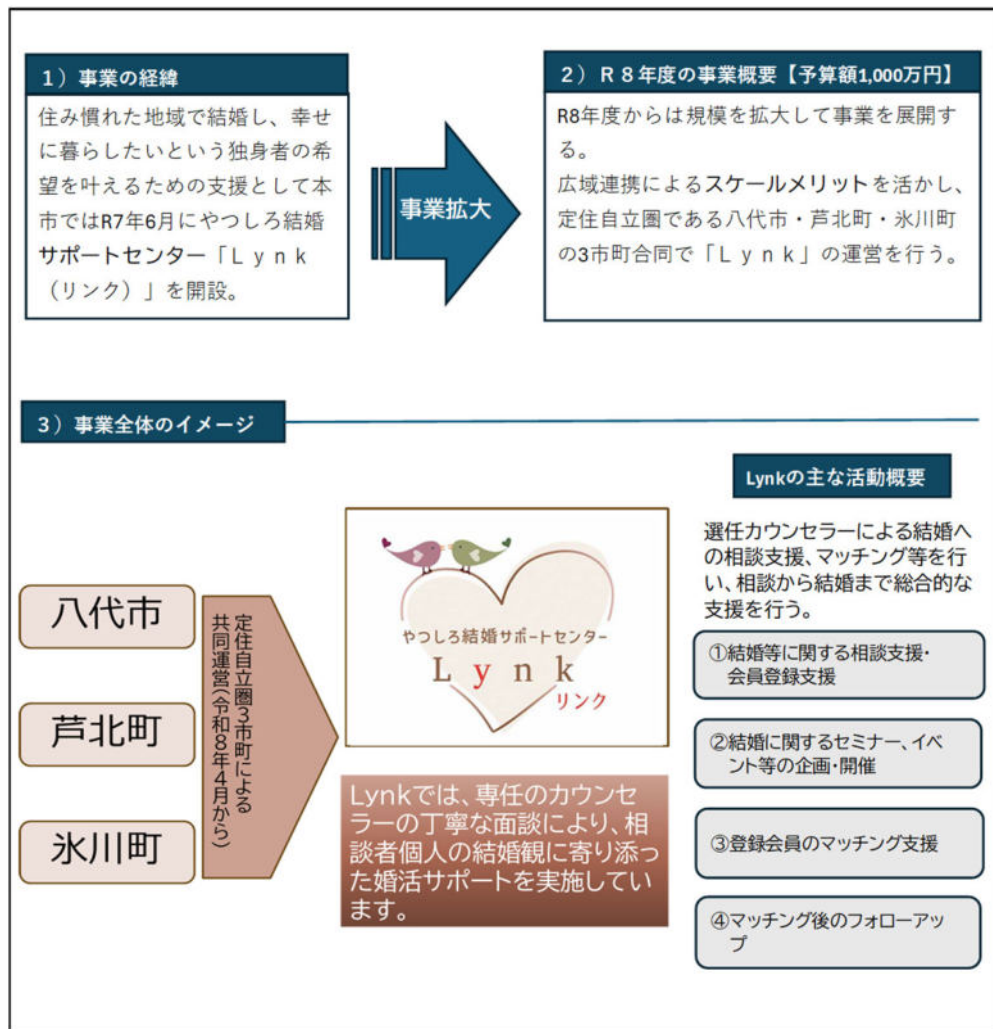 1）事業の経緯
住み慣れた地域で結婚し、幸せ
に暮らしたいという独身者の希
望を叶えるための支援として本
市ではR7年6月にやつしろ結婚
サポートセンター「Ｌｙｎｋ
（リンク）」を開設。
事業拡大
2）Ｒ８年度の事業概要【予算額1,000万円】
R8年度からは規模を拡大して事業を展開す
る。
広域連携によるスケールメリットを活かし、
定住自立圏である八代市・芦北町・氷川町
の3市町合同で「Ｌｙｎｋ」の運営を行う。
3）事業全体のイメージ
八代市
芦北町
氷川町
定住自立圏3市町による
共同運営(令和8年4月から)
やつしろ結婚サポートセンター
Lynk
リンク
Lynkでは、専任のカウンセ
ラーの丁寧な面談により、相
談者個人の結婚観に寄り添っ
た婚活サポートを実施してい
ます。
Lynkの主な活動概要
選任カウンセラーによる結婚へ
の相談支援、マッチング等を行
い、相談から結婚まで総合的な
支援を行う。
①結婚等に関する相談支援・
会員登録支援
②結婚に関するセミナー、イベ
ント等の企画・開催
③登録会員のマッチング支援
④マッチング後のフォローアッ
プ